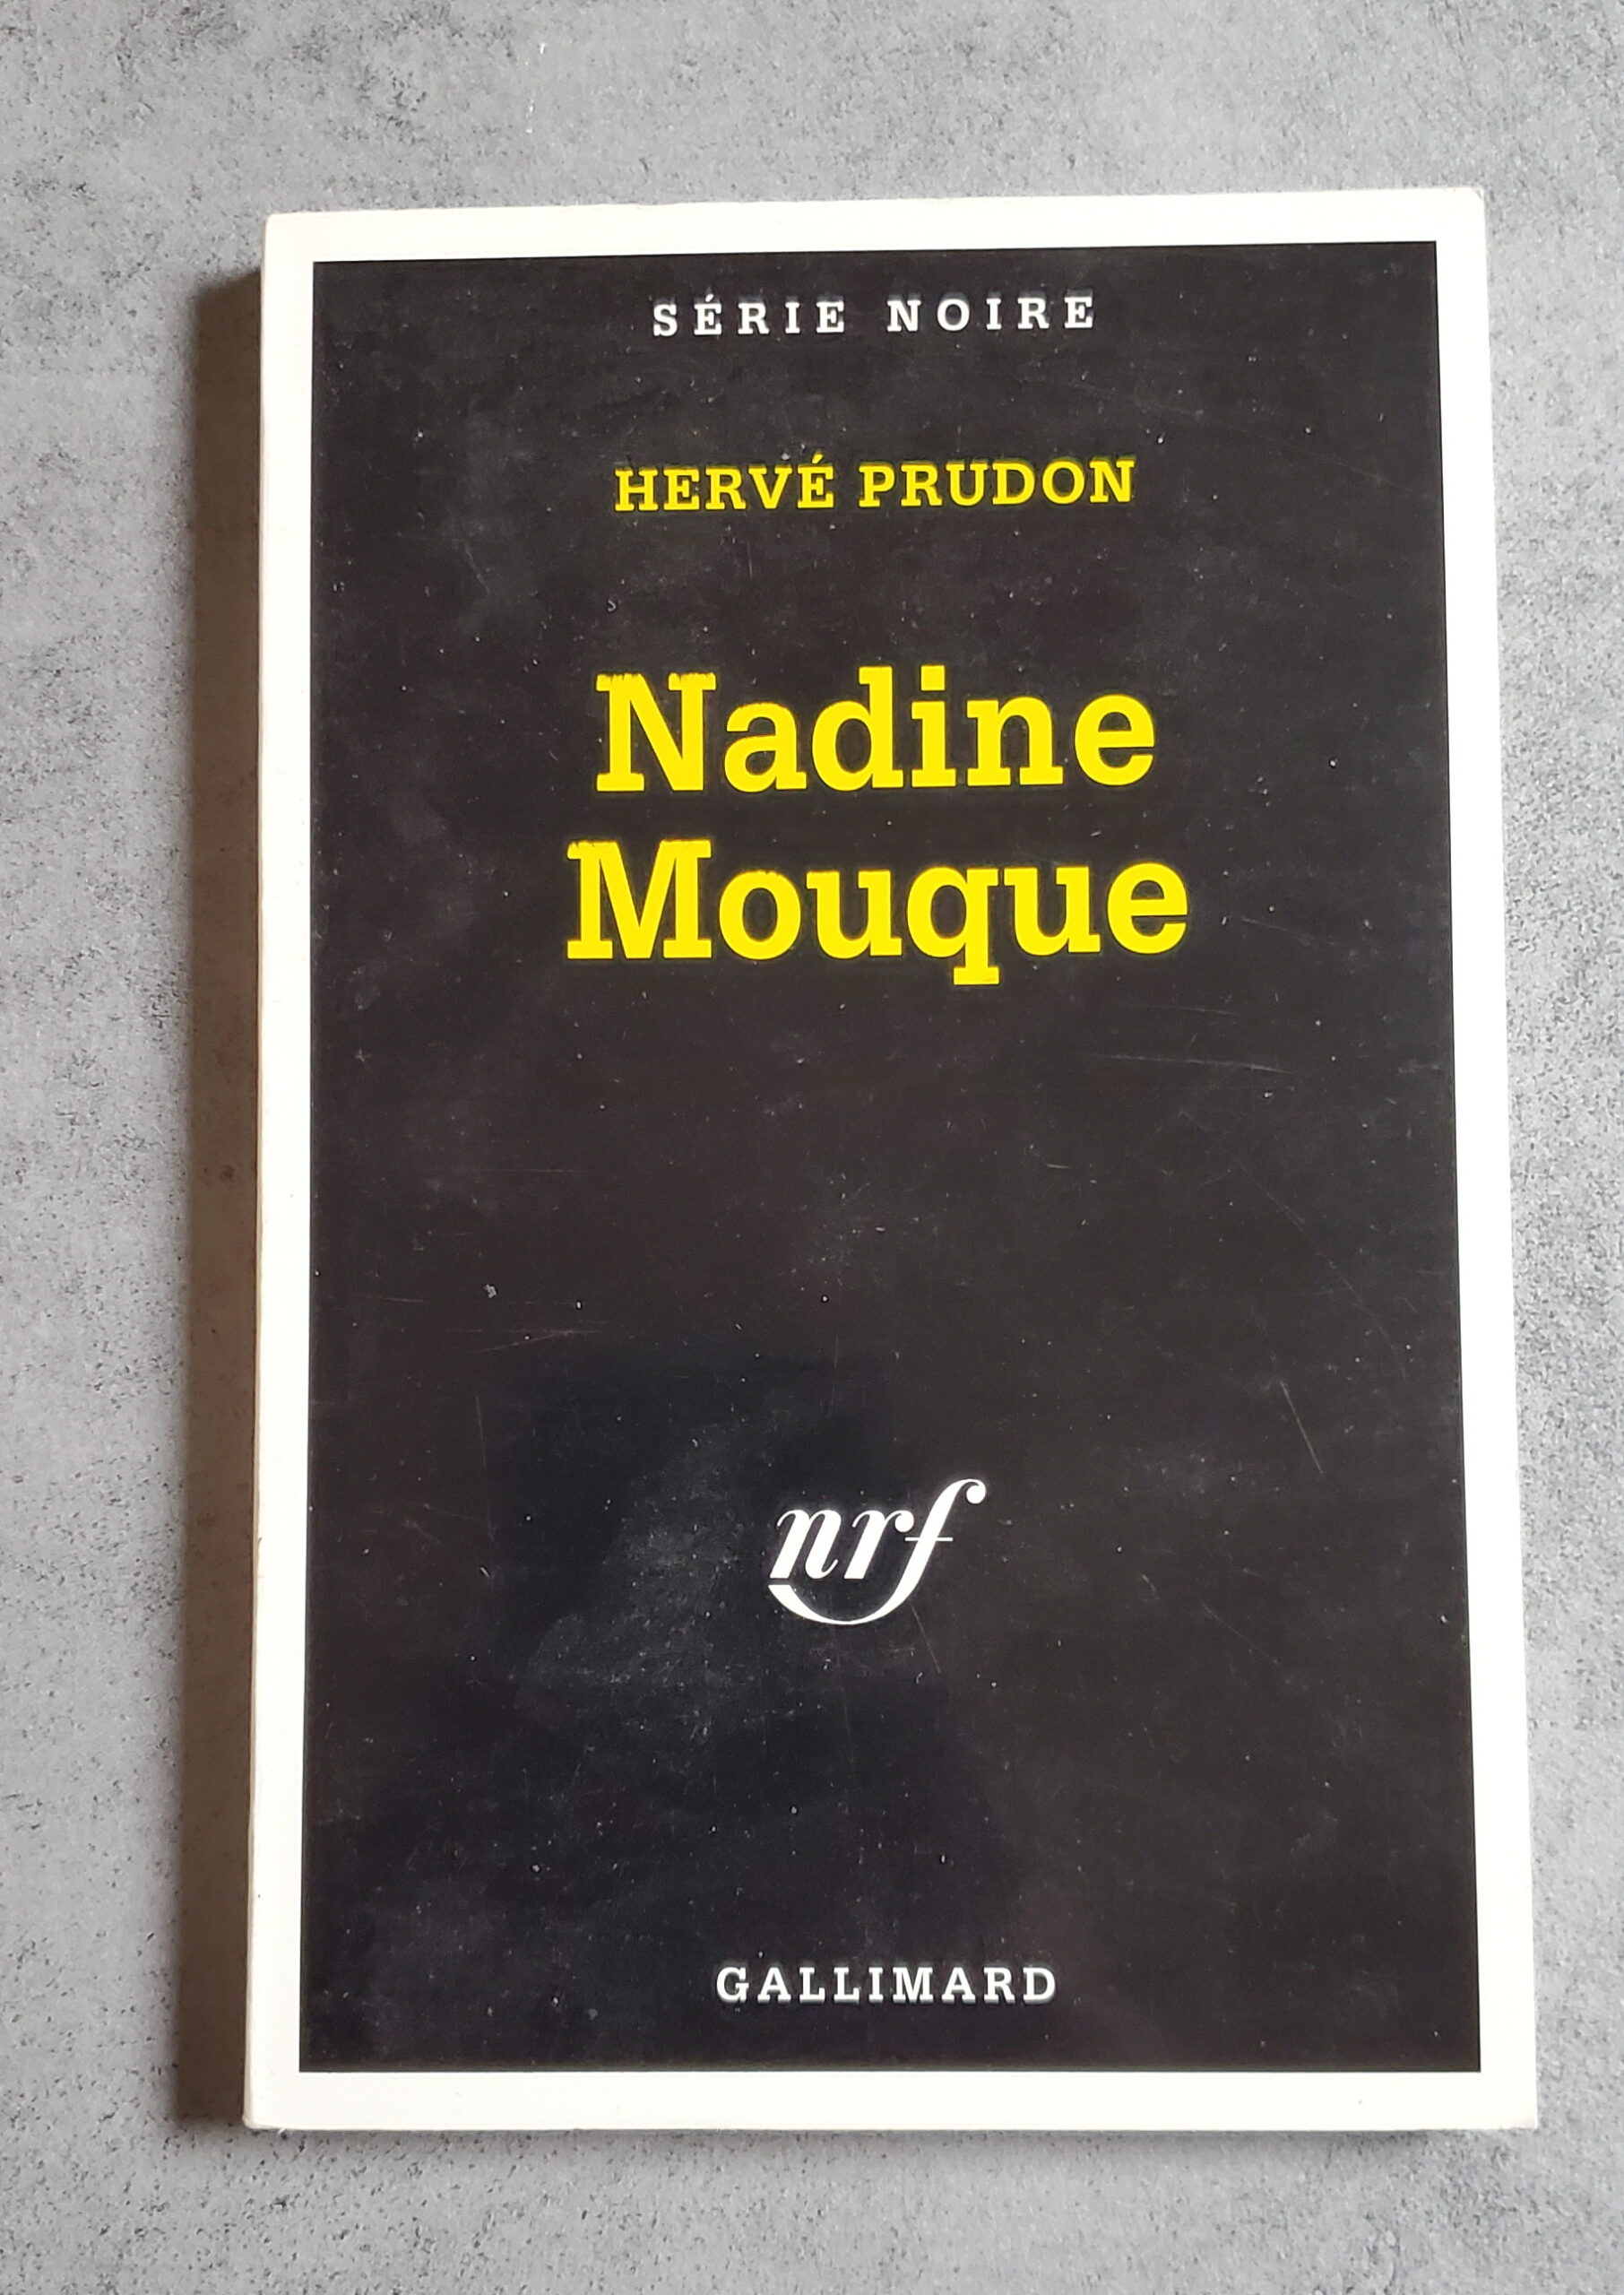 SÉRIE NOIRE
HERVÉ PRUDON
Nadine
Mouque
nrf
GALLIMARD